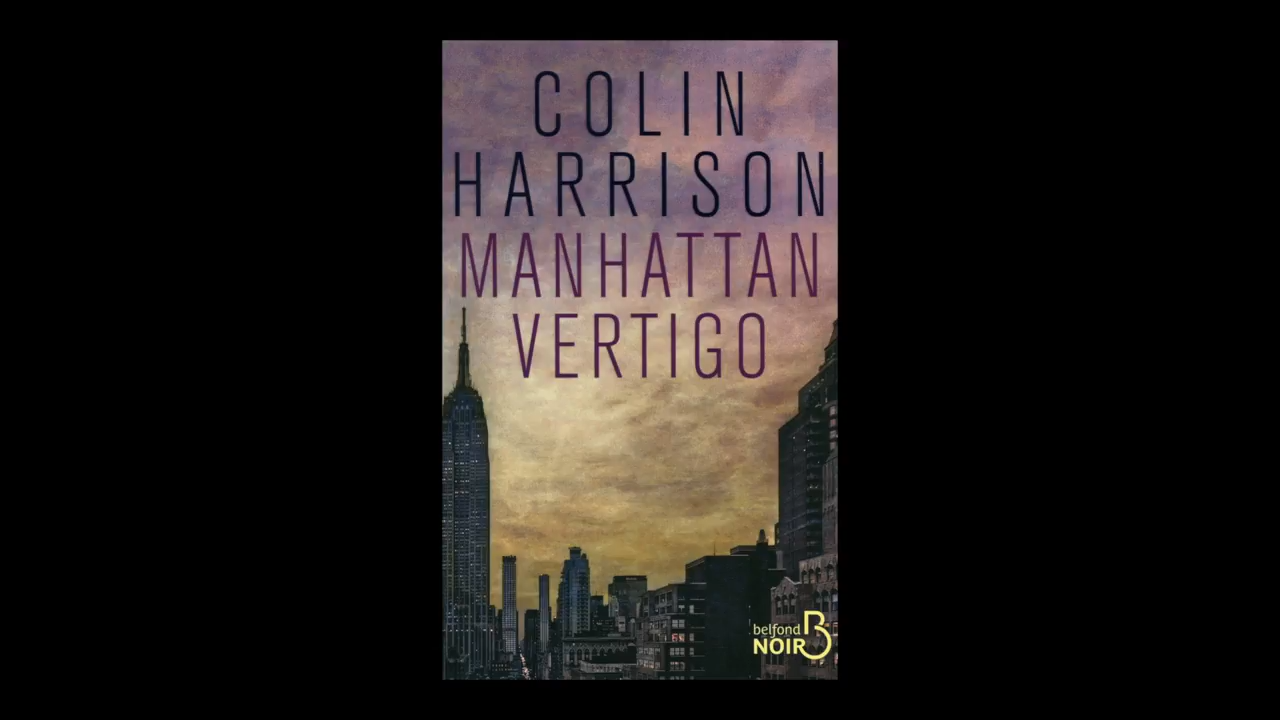 COLIN
HARRISON
MANHATTAN
VERTIGO
belfond
NOIR
B